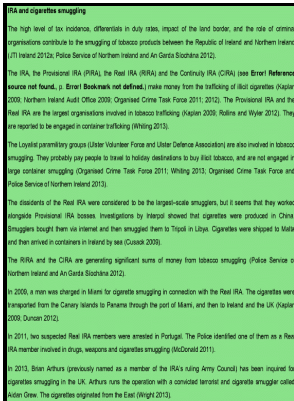 IRA and cigarettes smuggling
The high level of tax incidence, differentials in duty rates, impact of the land border, and the role of criminal
organisations contribute to the smuggling of tobacco products between the Republic of Ireland and Northern Ireland
(JTI Ireland 2012a; Police Service of Northern Ireland and An Garda Síochána 2012).
The IRA, the Provisional IRA (PIRA), the Real IRA (RIRA) and the Continuity IRA (CIRA) (see Error! Reference
source not found., p. Error! Bookmark not defined.) make money from the trafficking of illicit cigarettes (Kaplan
2009; Northern Ireland Audit Office 2009; Organised Crime Task Force 2011; 2012). The Provisional IRA and the
Real IRA are the largest organisations involved in tobacco trafficking (Kaplan 2009; Rollins and Wyler 2012). They
are reported to be engaged in container trafficking (Whiting 2013).
The Loyalist paramilitary groups (Ulster Volunteer Force and Ulster Defence Association) are also involved in tobacco
smuggling. They probably pay people to travel to holiday destinations to buy illicit tobacco, and are not engaged in
large container smuggling (Organised Crime Task Force 2011; Whiting 2013; Organised Crime Task Force and
Police Service of Northern Ireland 2013).
The dissidents of the Real IRA were considered to be the largest-scale smugglers, but it seems that they worked
alongside Provisional IRA bosses. Investigations by Interpol showed that cigarettes were produced in China.
Smugglers bought them via internet and then smuggled them to Tripoli in Libya. Cigarettes were shipped to Malta
and then arrived in containers in Ireland by sea (Cusack 2009).
The RIRA and the CIRA are generating significant sums of money from tobacco smuggling (Police Service of
Northern Ireland and An Garda Síochána 2012).
In 2009, a man was charged in Miami for cigarette smuggling in connection with the Real IRA. The cigarettes were
transported from the Canary Islands to Panama through the port of Miami, and then to Ireland and the UK (Kaplan
2009, Duncan 2012).
In 2011, two suspected Real IRA members were arrested in Portugal. The Police identified one of them as a Real
IRA member involved in drugs, weapons and cigarettes smuggling (McDonald 2011).
In 2013, Brian Arthurs (previously named as a member of the IRA's ruling Army Council) has been inquired for
cigarettes smuggling in the UK. Arthurs runs the operation with a convicted terrorist and cigarette smuggler called
Aidan Grew. The cigarettes originated from the East (Wright 2013).